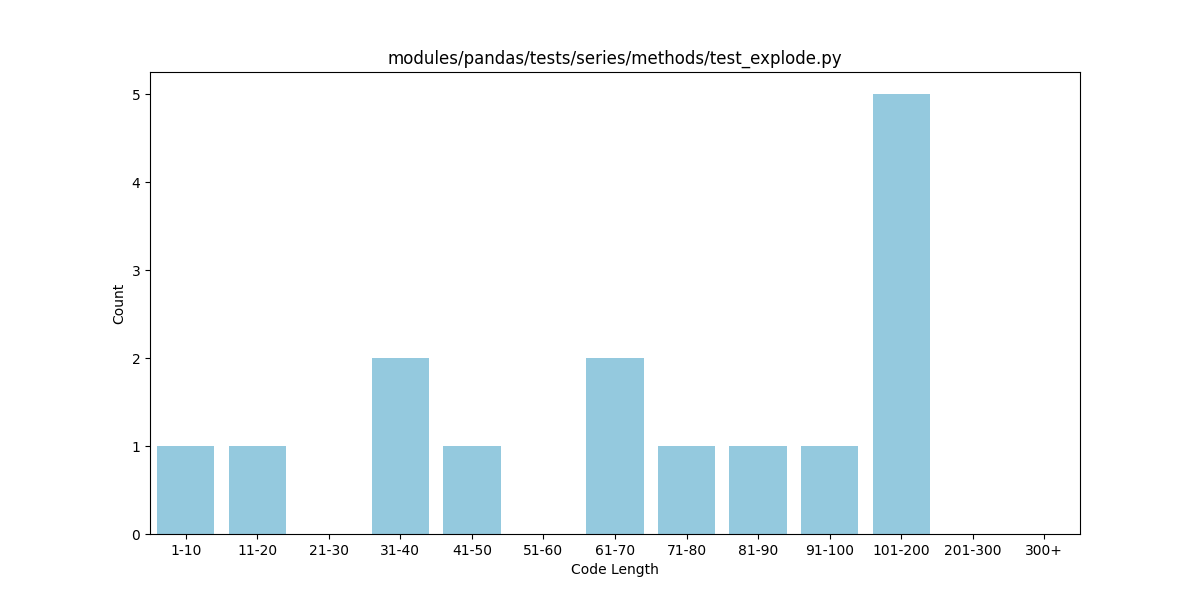 modules/pandas/tests/series/methods/test_explode.py
Count
5
4
3
2
1
0
1-10 11-20 21-30 31-40 41-50 51-60 61-70 71-80 81-90 91-100 101-200 201-300 300+
Code Length